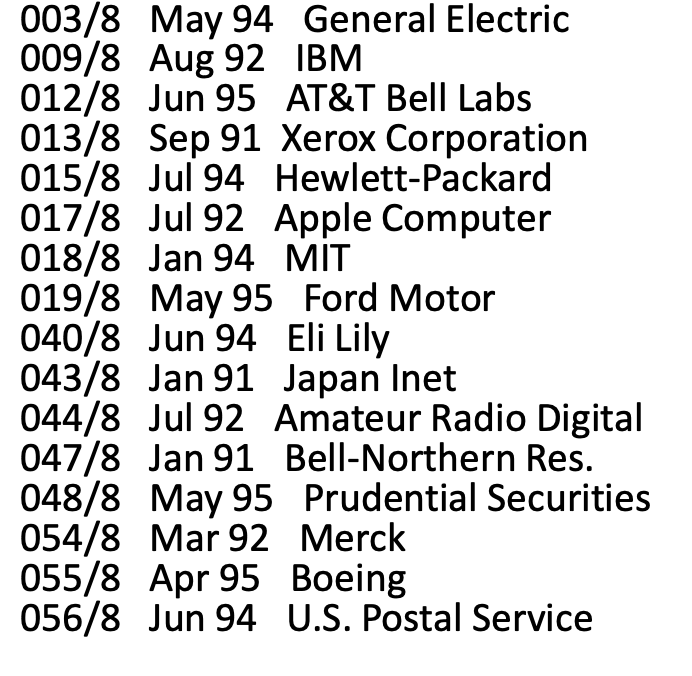 003/8 May 94 General Electric
009/8 Aug 92 IBM
012/8 Jun 95 AT&T Bell Labs
013/8 Sep 91 Xerox Corporation
015/8 Jul 94 Hewlett-Packard
017/8 Jul 92 Apple Computer
018/8 Jan 94 MIT
019/8 May 95 Ford Motor
040/8 Jun 94 Eli Lily
043/8 Jan 91 Japan Inet
044/8 Jul 92 Amateur Radio Digital
047/8 Jan 91 Bell-Northern Res.
048/8 May 95 Prudential Securities
054/8 Mar 92 Merck
055/8 Apr 95 Boeing
056/8 Jun 94 U.S. Postal Service